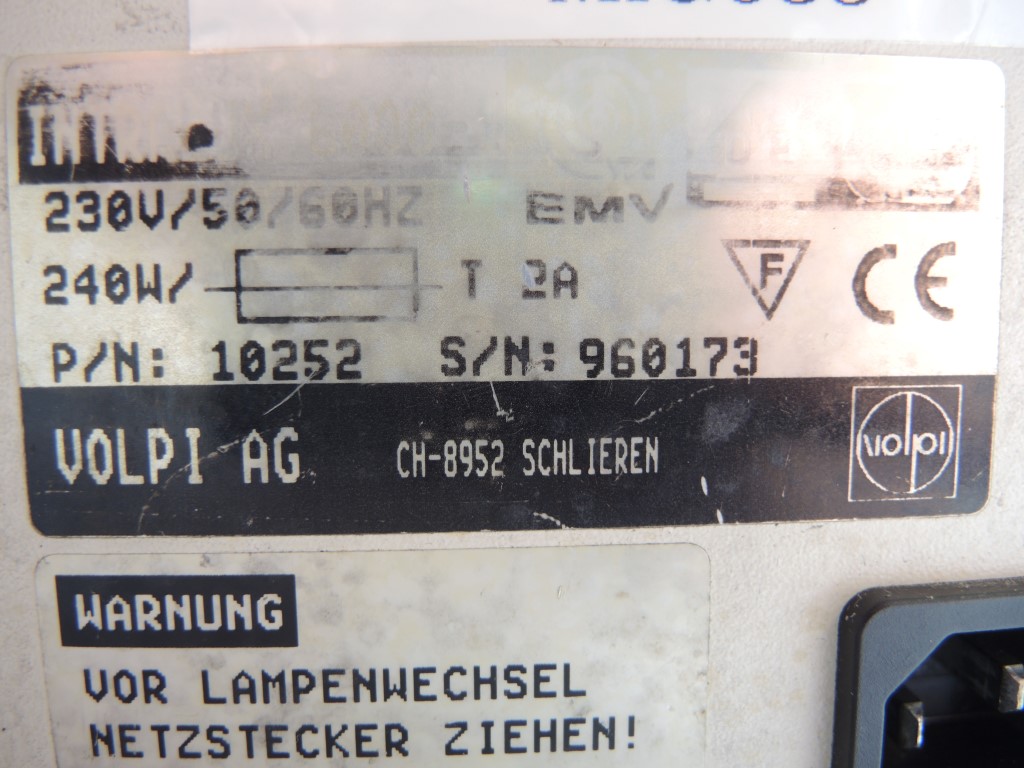 230V/50/60HZ EMV
240W/ T 2A F CE
P/N: 10252 S/N: 960173
VOLPI AG CH-8952 SCHLIEREN VOLPI
WARNUNG
VOR LAMPENWECHSEL
NETZSTECKER ZIEHEN!